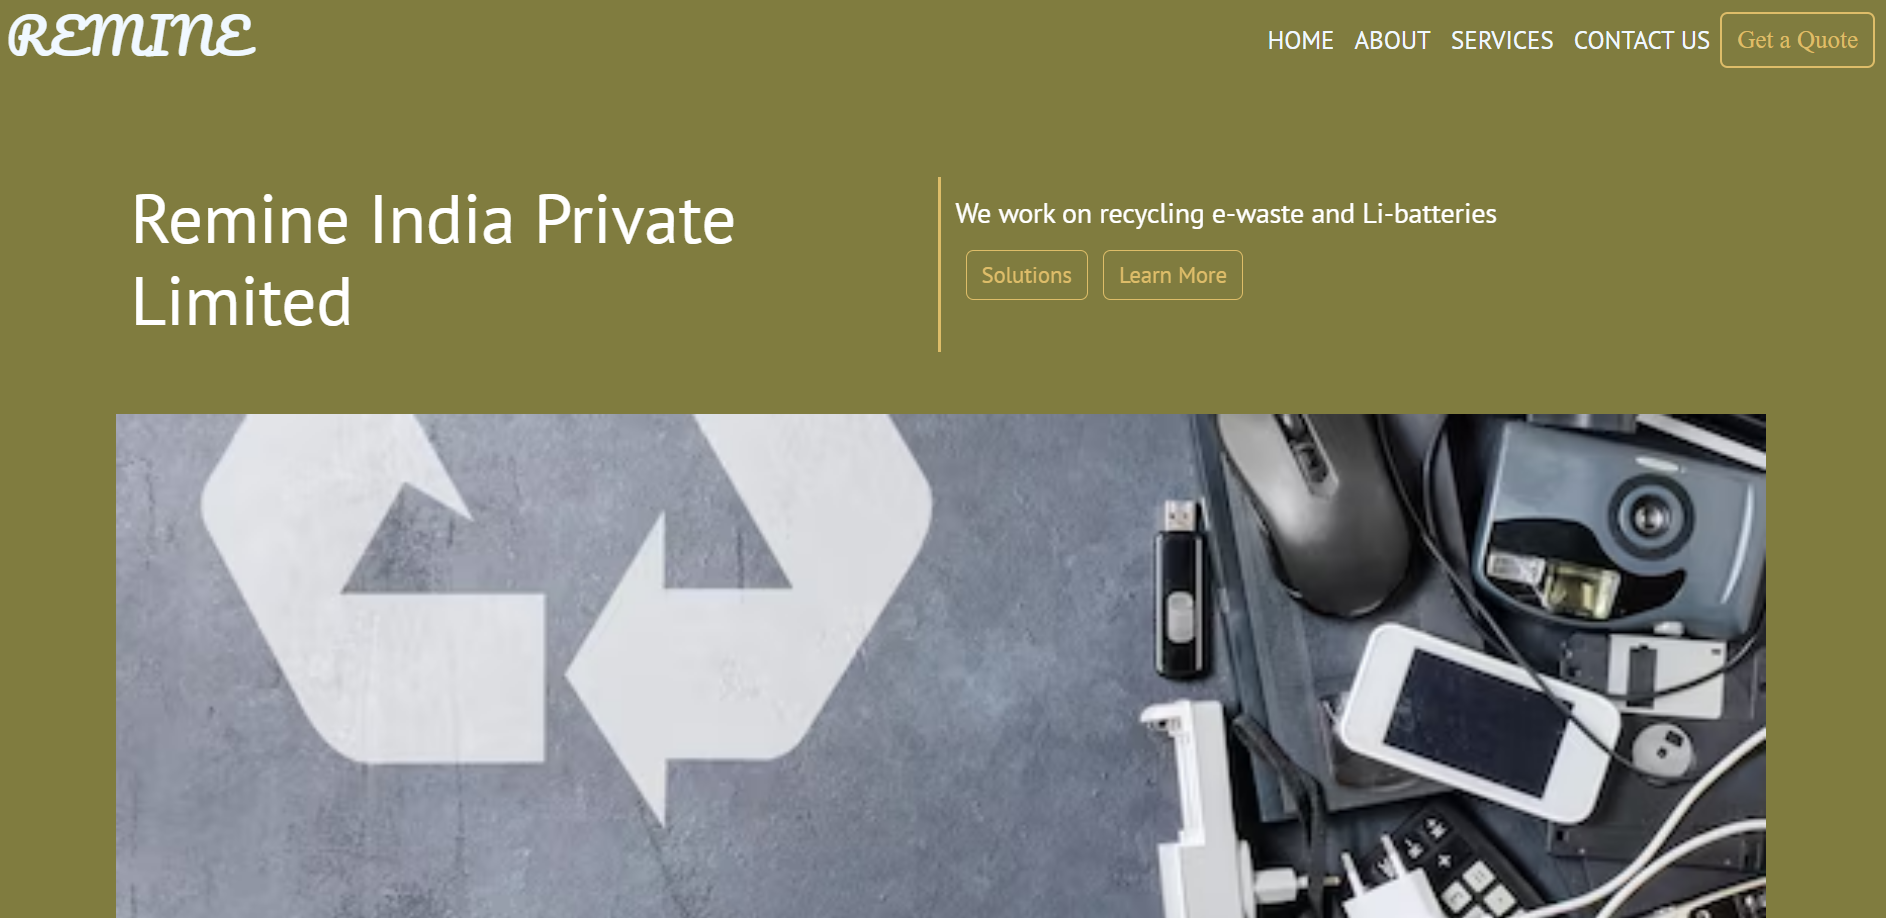 REMINE
HOME ABOUT SERVICES CONTACT US Get a Quote
Remine India Private
Limited
We work on recycling e-waste and Li-batteries
Solutions Learn More